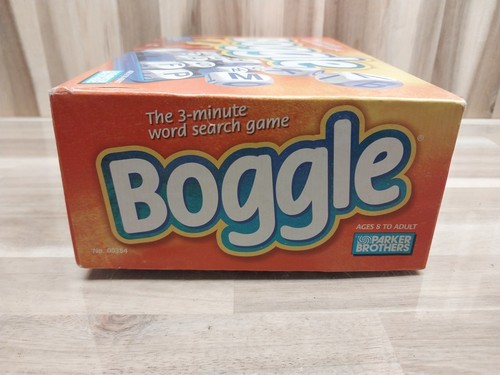 The 3-minute
word search game
Boggle
AGES 8 TO ADULT
PARKER
BROTHERS